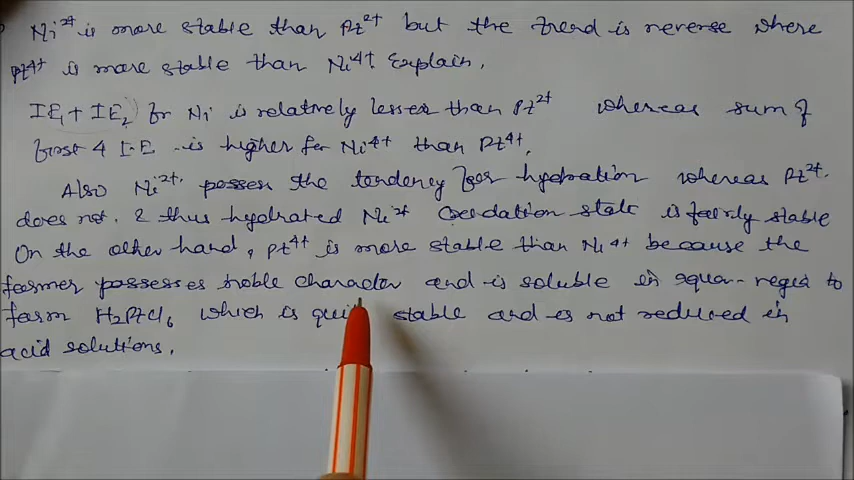 Ni2+ is more stable than Pt2+ but the trend is reverse where
Pt4+ is more stable than Ni4+. Explain.
IE1 + IE2 for Ni is relatively lesser than Pt2+ whereas sum of
first 4 I.E. is higher for Ni4+ than Pt4+.
Also Ni2+ posses the tendency for hydration whereas Pt2+
does not. & thus hydrated Ni2+ Oxidation state is fairly stable
On the other hand, Pt4+ is more stable than Ni4+ because the
former possesses noble character and is soluble in aqua-regia to
form H2PtCl6 which is quite stable and is not reduced in
acid solutions.